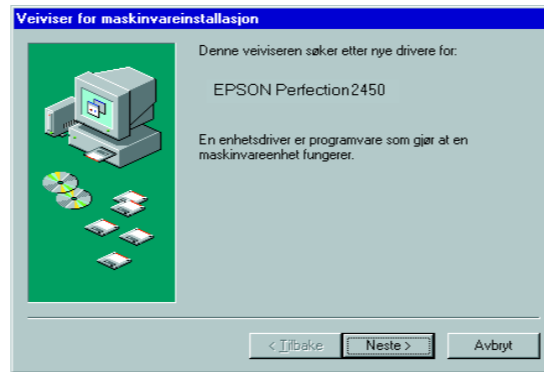 Veiviser for maskinvareinstallasjon
Denne veiviseren søker etter nye drivere for:
EPSON Perfection2450
En enhetsdriver er programvare som gjør at en
maskinvareenhet fungerer.
< Tilbake Neste > Avbryt